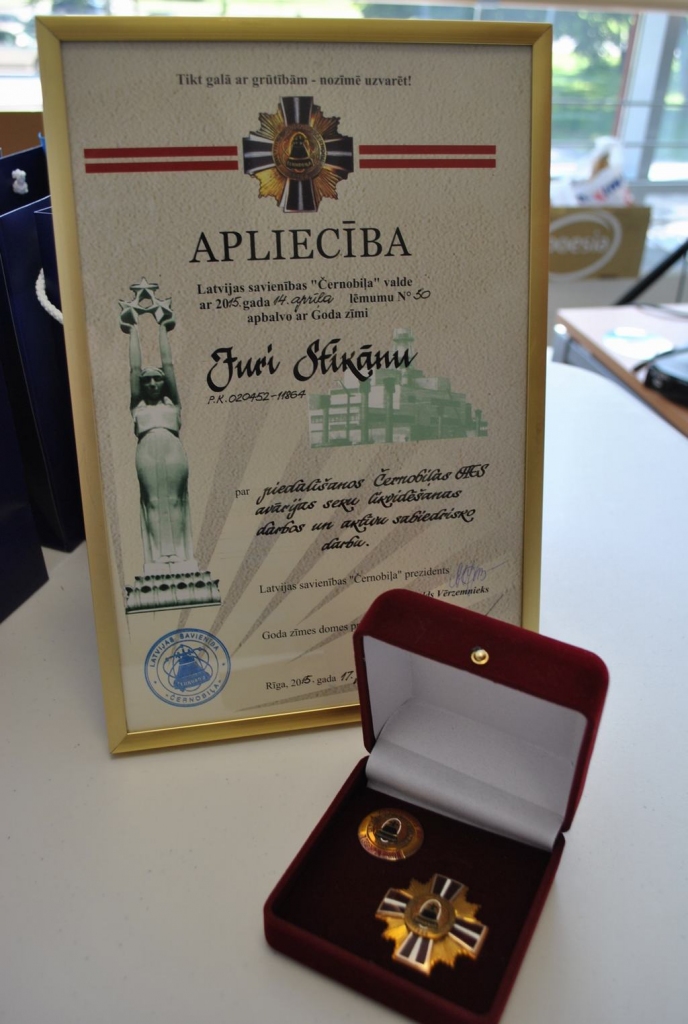 Tikt galā ar grūtībām - nozīmē uzvarēt!
APLIECĪBA
Latvijas savienības "Černobiļa" valde
ar 2015. gada 14. aprīļa lēmumu N° 50
apbalvo ar Goda zīmi
Juri Stikānu
P.K. 020452-11864
par piedalīšanos Černobiļas AES
avārijas seku likvidēšanas
darbos un aktīvu sabiedrisko
darbu.
Latvijas savienības "Černobiļa" prezidents
Vērzemnieks
Goda zīmes domes
Rīga, 2015. gada 17.
LATVIJAS SAVIENĪBA
"ČERNOBIĻA"